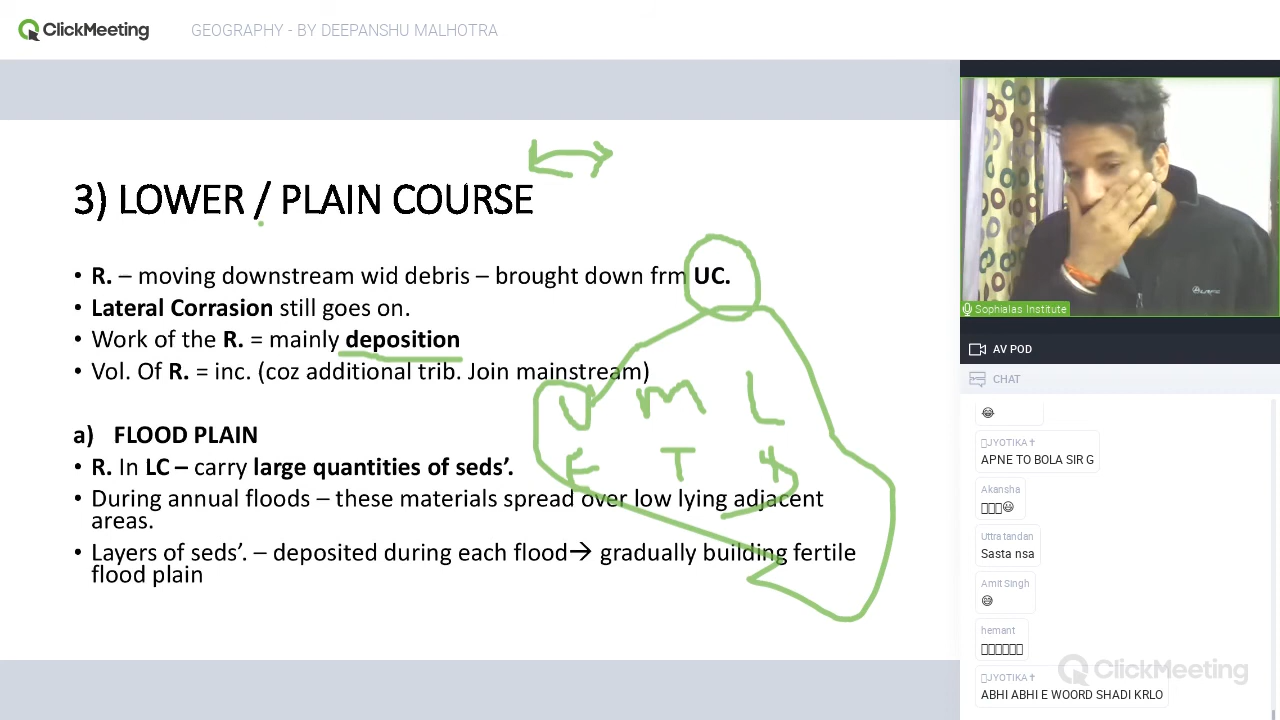 ClickMeeting
GEOGRAPHY - BY DEEPANSHU MALHOTRA
3) LOWER / PLAIN COURSE
• R. – moving downstream wid debris – brought down frm UC.
• Lateral Corrasion still goes on.
• Work of the R. = mainly deposition
• Vol. Of R. = inc. (coz additional trib. Join mainstream)
U M L
E T D
a) FLOOD PLAIN
• R. In LC – carry large quantities of seds’.
• During annual floods – these materials spread over low lying adjacent
areas.
• Layers of seds’. – deposited during each flood→ gradually building fertile
flood plain
Sophialas Institute
AV POD
CHAT
😂
JYOTIKA✝
APNE TO BOLA SIR G
Akansha
😃
Uttra tandan
Sasta nsa
Amit Singh
😅
hemant
JYOTIKA✝
ABHI ABHI E WOORD SHADI KRLO
ClickMeeting